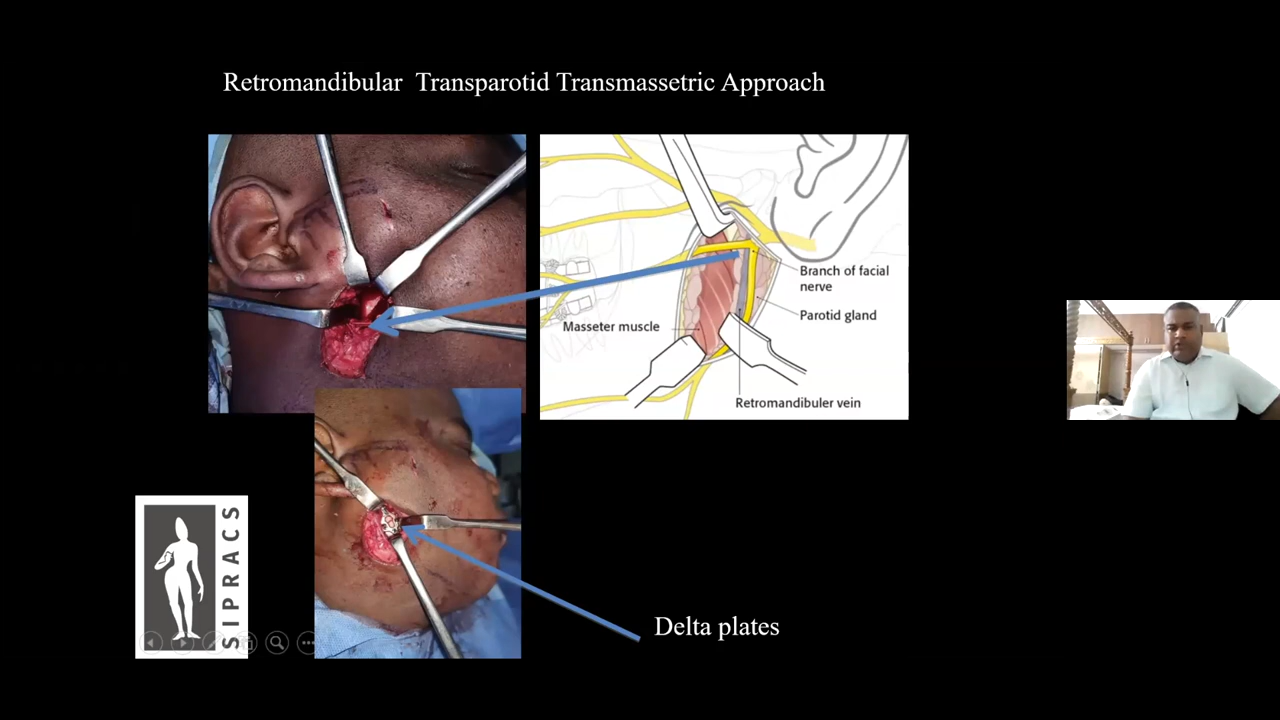 Retromandibular Transparotid Transmassetric Approach
Branch of facial
nerve
Parotid gland
Masseter muscle
Retromandibuler vein
SIPRACS
Delta plates